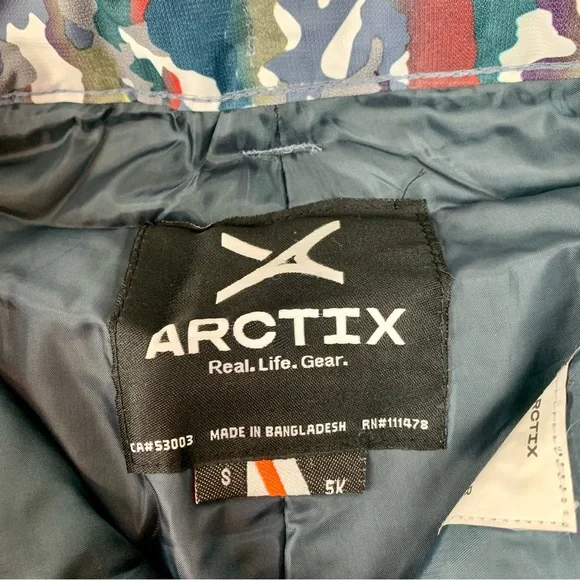 ARCTIX
Real. Life. Gear.
CA#53003 MADE IN BANGLADESH RN#111478
S 5K
ARCTIX